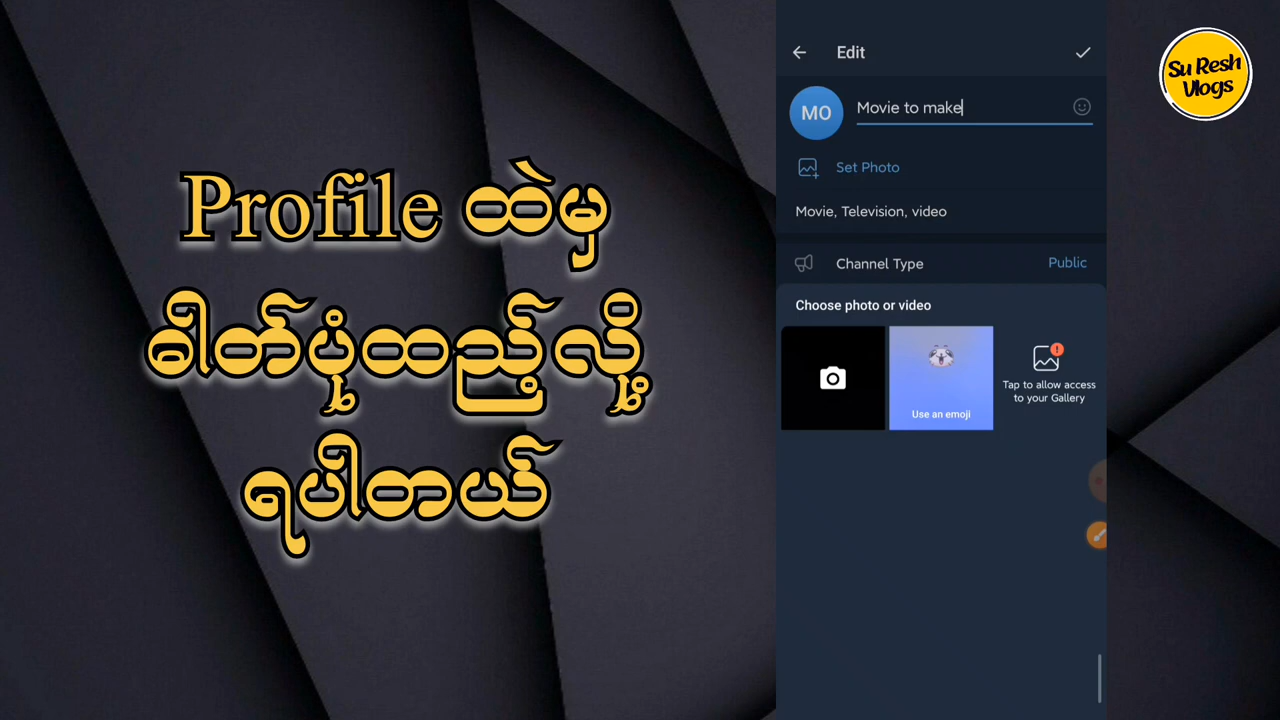 Profile ထဲမှ
ဓါတ်ပုံထည့်လို့
ရပါတယ်
Edit
MO
Movie to make
Set Photo
Movie, Television, video
Channel Type
Public
Choose photo or video
Use an emoji
Tap to allow access
to your Gallery
Su Resh
Vlogs